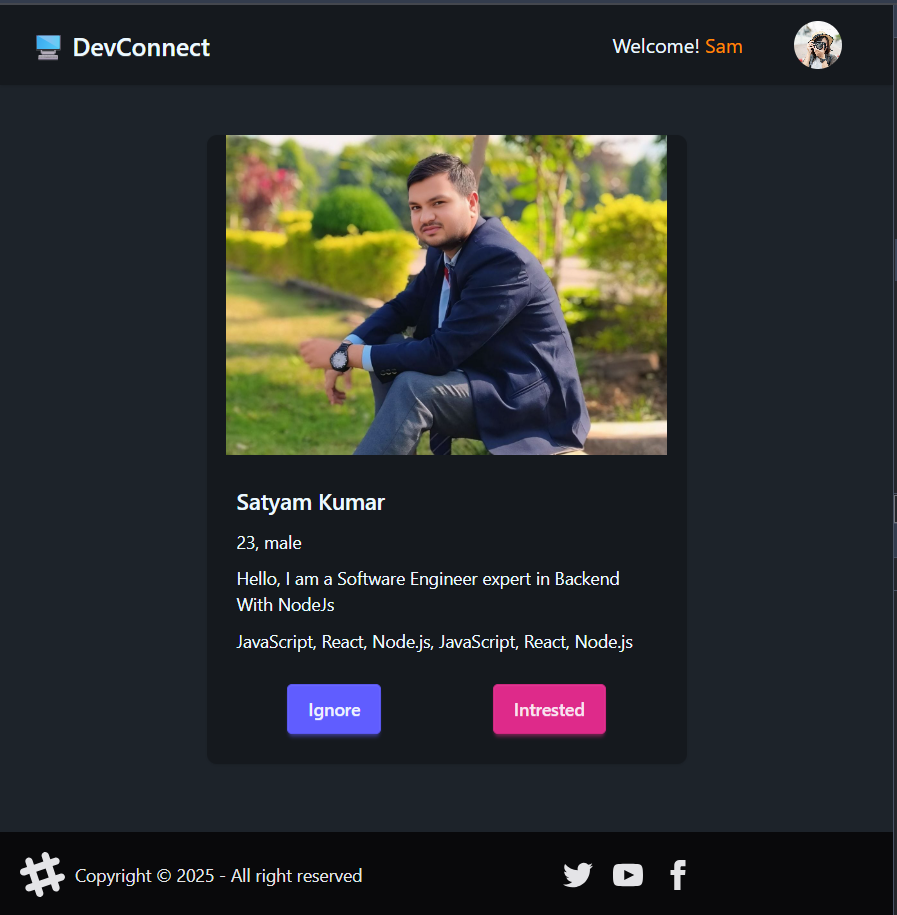 DevConnect
Welcome! Sam
Satyam Kumar
23, male
Hello, I am a Software Engineer expert in Backend
With NodeJs
JavaScript, React, Node.js, JavaScript, React, Node.js
Ignore
Intrested
Copyright © 2025 - All right reserved